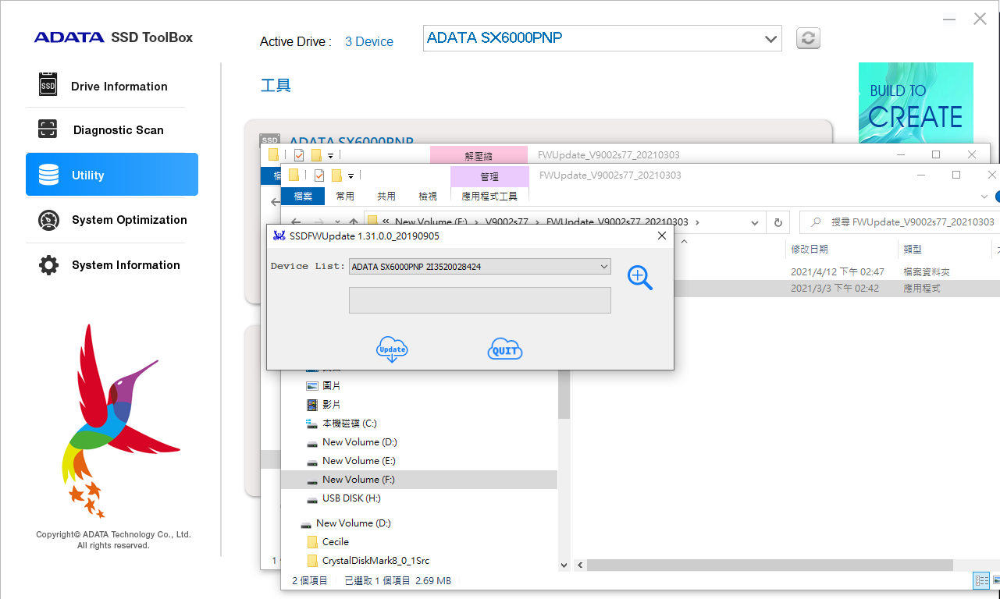 ADATA SSD ToolBox
Active Drive : 3 Device
ADATA SX6000PNP
SSD
Drive Information
Diagnostic Scan
Utility
System Optimization
System Information
Copyright© ADATA Technology Co., Ltd.
All rights reserved.
工具
BUILD TO
CREATE
SSD
ADATA SX6000PNP
解壓縮
FWUpdate_V9002s77_20210303
管理
FWUpdate_V9002s77_20210303
檔案
常用
共用
檢視
應用程式工具
« New Volume (F:) › V9002s77 › FWUpdate_V9002s77_20210303 ›
搜尋 FWUpdate_V9002s77_20210303
修改日期
類型
2021/4/12 下午 02:47
檔案資料夾
2021/3/3 下午 02:42
應用程式
SSDFWUpdate 1.31.0.0_20190905
Device List:
ADATA SX6000PNP 2I3520028424
Update
QUIT
圖片
影片
本機磁碟 (C:)
New Volume (D:)
New Volume (E:)
New Volume (F:)
USB DISK (H:)
New Volume (D:)
Cecile
CrystalDiskMark8_0_1Src
1
2 個項目
已選取 1 個項目 2.69 MB